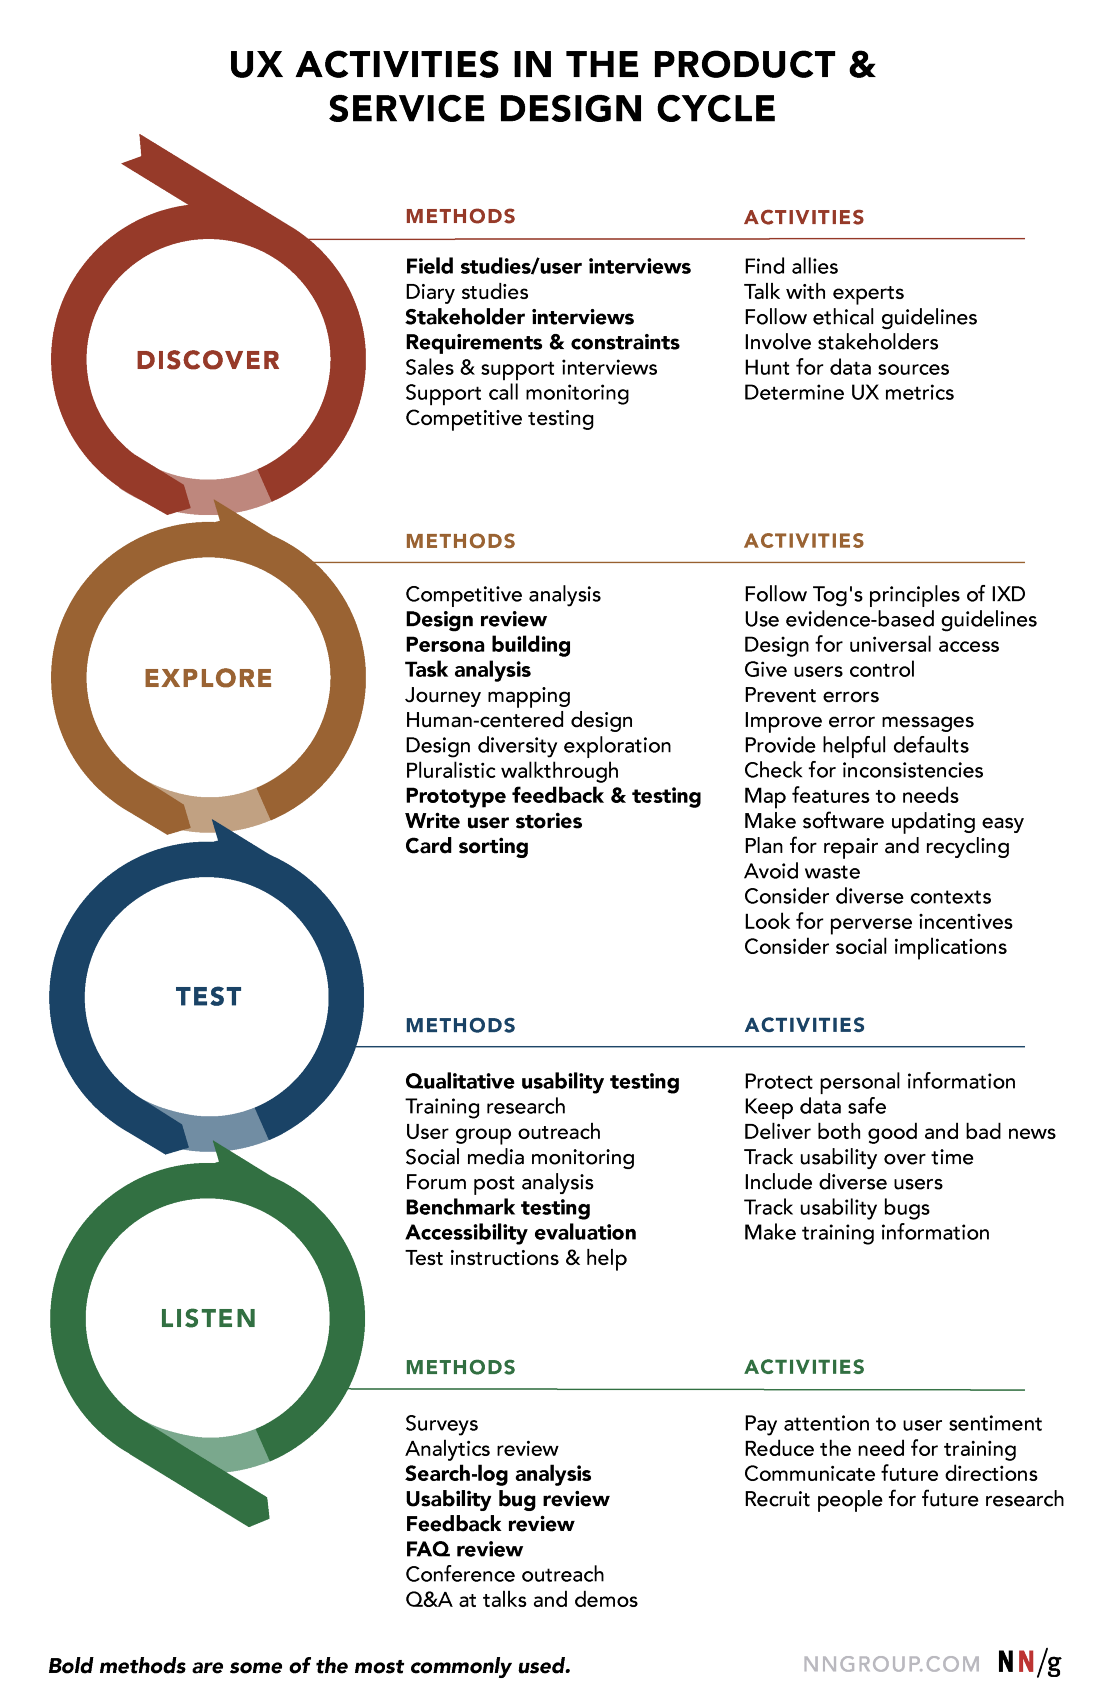 UX ACTIVITIES IN THE PRODUCT &
SERVICE DESIGN CYCLE
DISCOVER
METHODS
Field studies/user interviews
Diary studies
Stakeholder interviews
Requirements & constraints
Sales & support interviews
Support call monitoring
Competitive testing
ACTIVITIES
Find allies
Talk with experts
Follow ethical guidelines
Involve stakeholders
Hunt for data sources
Determine UX metrics
EXPLORE
METHODS
Competitive analysis
Design review
Persona building
Task analysis
Journey mapping
Human-centered design
Design diversity exploration
Pluralistic walkthrough
Prototype feedback & testing
Write user stories
Card sorting
ACTIVITIES
Follow Tog's principles of IXD
Use evidence-based guidelines
Design for universal access
Give users control
Prevent errors
Improve error messages
Provide helpful defaults
Check for inconsistencies
Map features to needs
Make software updating easy
Plan for repair and recycling
Avoid waste
Consider diverse contexts
Look for perverse incentives
Consider social implications
TEST
METHODS
Qualitative usability testing
Training research
User group outreach
Social media monitoring
Forum post analysis
Benchmark testing
Accessibility evaluation
Test instructions & help
ACTIVITIES
Protect personal information
Keep data safe
Deliver both good and bad news
Track usability over time
Include diverse users
Track usability bugs
Make training information
LISTEN
METHODS
Surveys
Analytics review
Search-log analysis
Usability bug review
Feedback review
FAQ review
Conference outreach
Q&A at talks and demos
ACTIVITIES
Pay attention to user sentiment
Reduce the need for training
Communicate future directions
Recruit people for future research
Bold methods are some of the most commonly used.
NNGROUP.COM NN/g